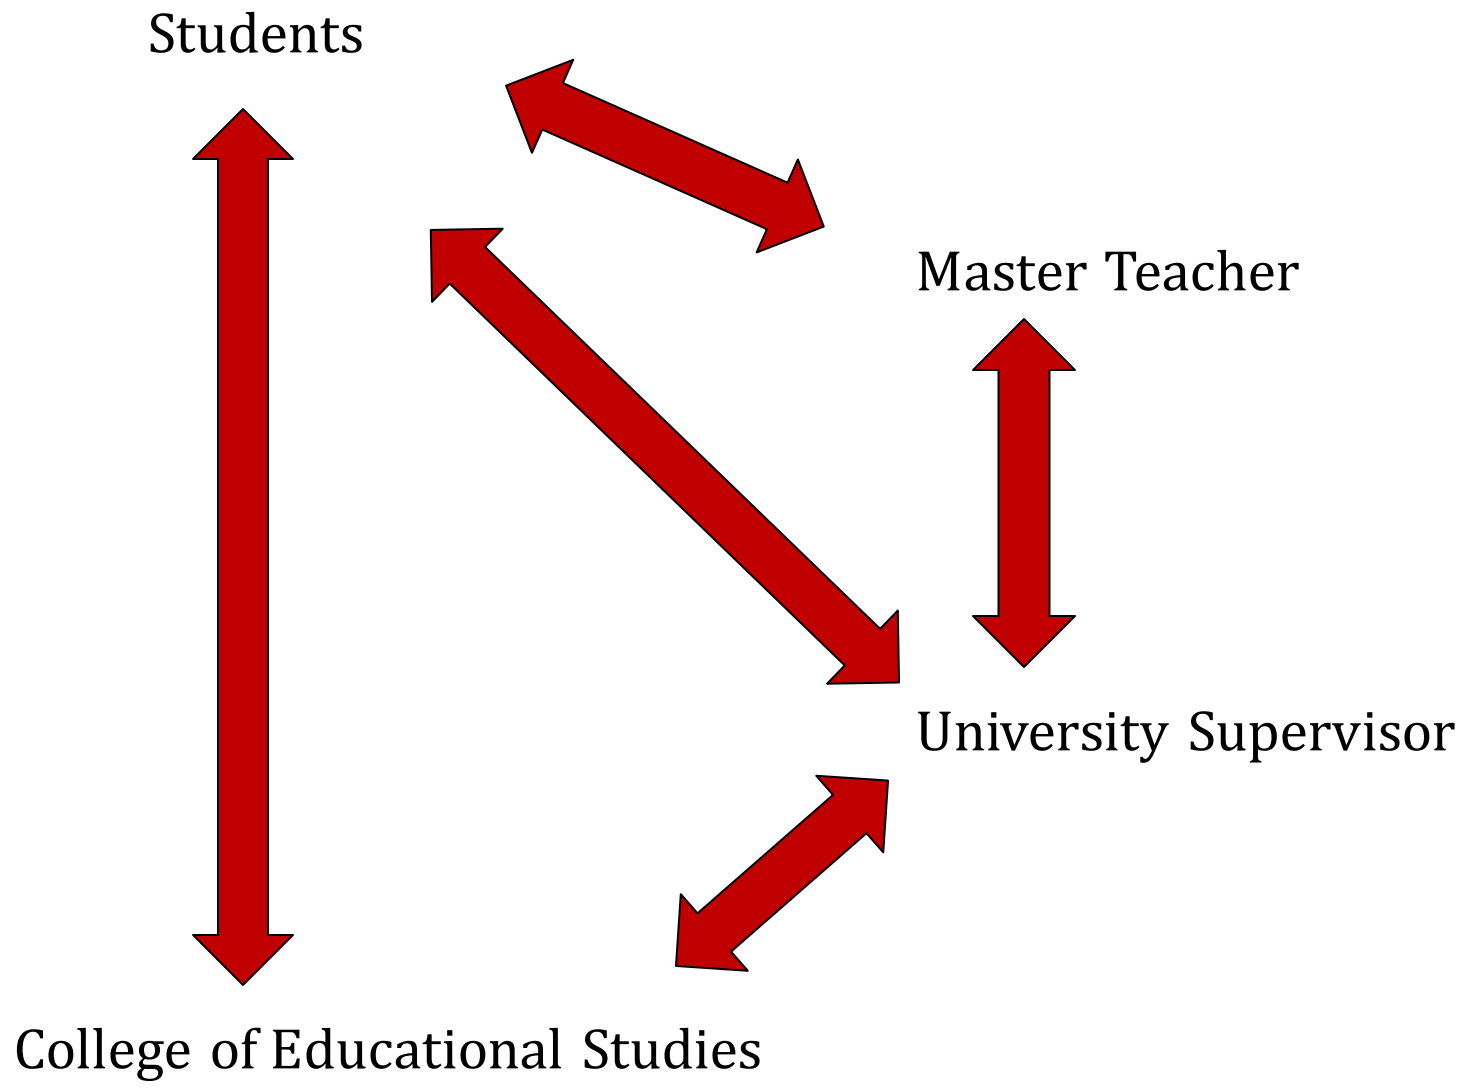 Students
Master Teacher
University Supervisor
College of Educational Studies